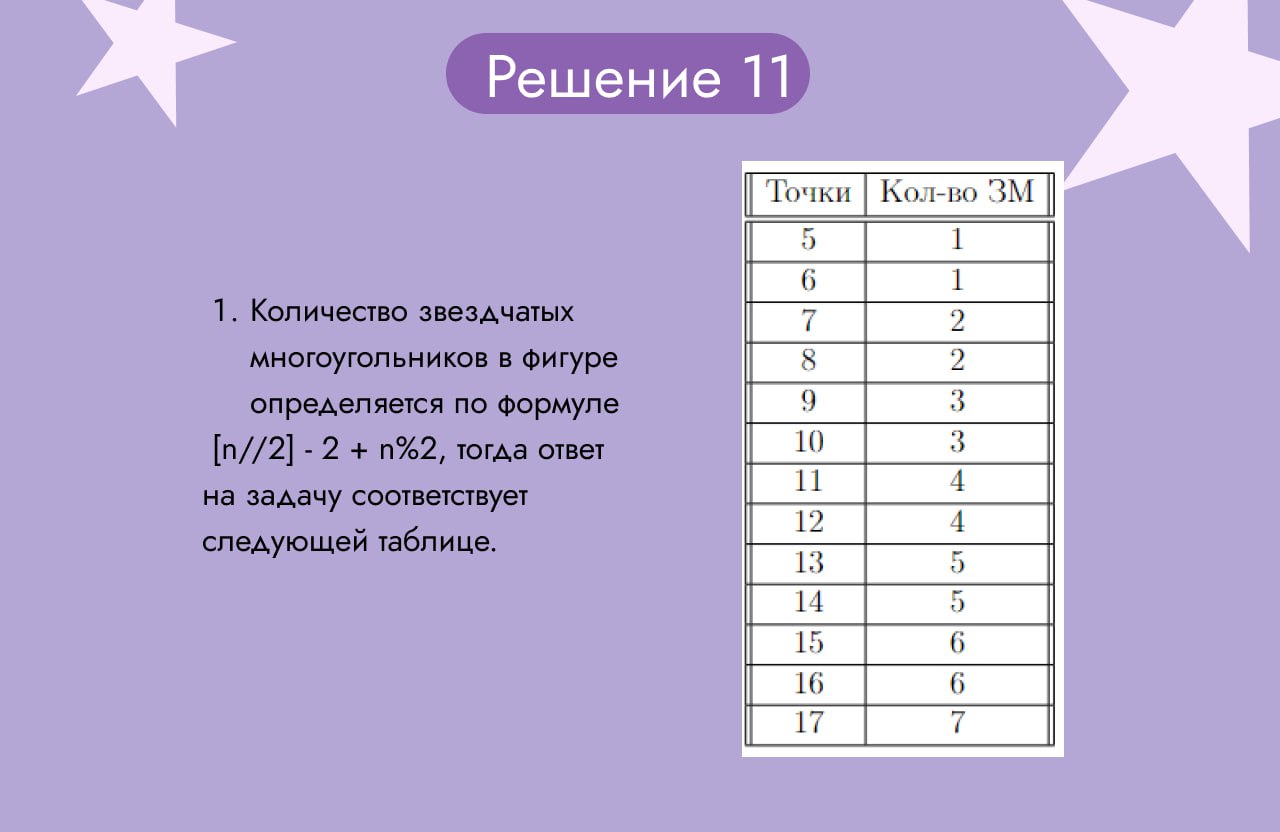 Решение 11
1. Количество звездчатых
многоугольников в фигуре
определяется по формуле
[n//2] - 2 + n%2, тогда ответ
на задачу соответствует
следующей таблице.
Точки Кол-во ЗМ
5 1
6 1
7 2
8 2
9 3
10 3
11 4
12 4
13 5
14 5
15 6
16 6
17 7